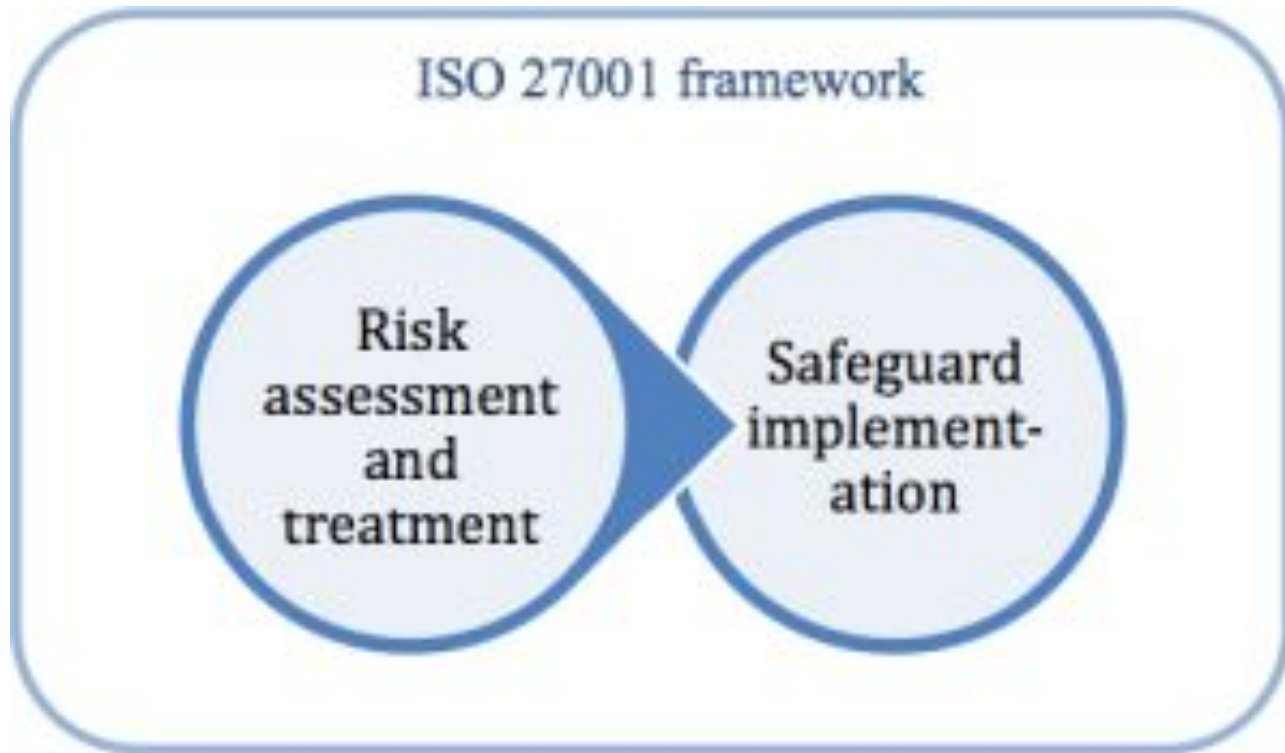 ISO 27001 framework
Risk
assessment
and
treatment
Safeguard
implement-
ation